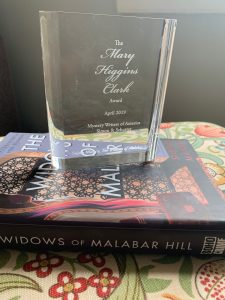 The
Mary
Higgins
Clark
Award
April 2019
Mystery Writers of America
Simon & Schuster
THE
WIDOWS
OF
MALABAR
WIDOWS OF MALABAR HILL